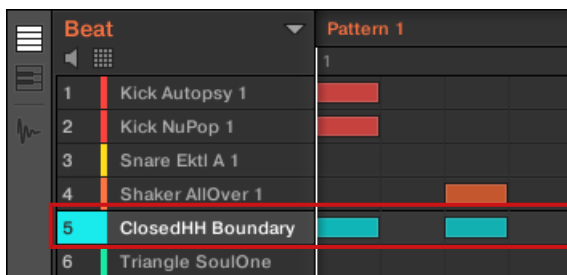 Beat
Pattern 1
1
1 Kick Autopsy 1
2 Kick NuPop 1
3 Snare Ektl A 1
4 Shaker AllOver 1
5 ClosedHH Boundary
6 Triangle SoulOne